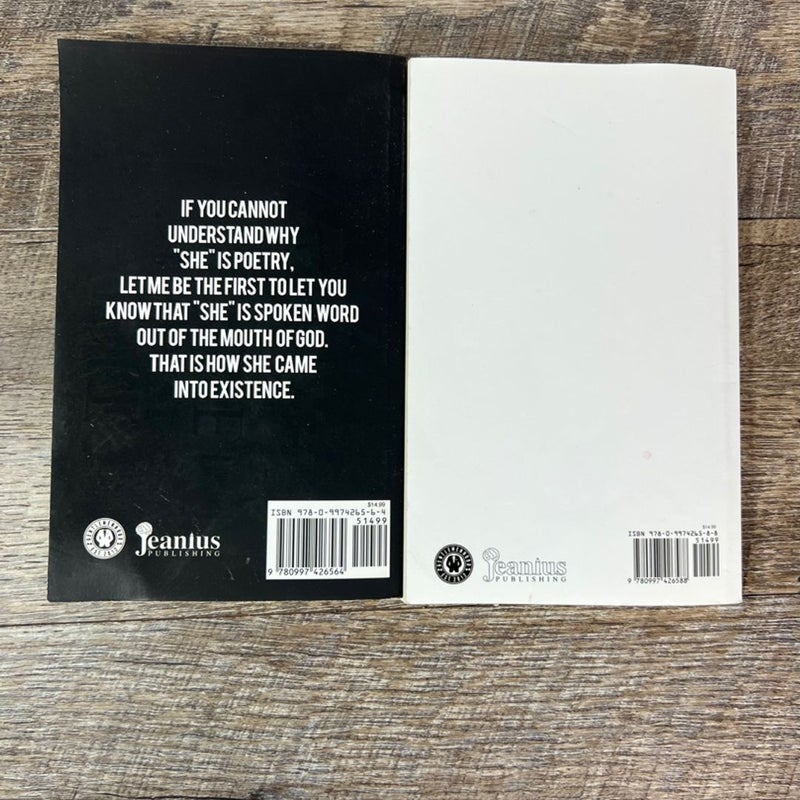 IF YOU CANNOT
UNDERSTAND WHY
"SHE" IS POETRY,
LET ME BE THE FIRST TO LET YOU
KNOW THAT "SHE" IS SPOKEN WORD
OUT OF THE MOUTH OF GOD.
THAT IS HOW SHE CAME
INTO EXISTENCE.
Jeanius
PUBLISHING
$14.99
ISBN 978-0-9974265-6-4
51499
9 780997 426564
Jeanius
PUBLISHING
$14.99
ISBN 978-0-9974265-8-8
51499
9 780997 426588